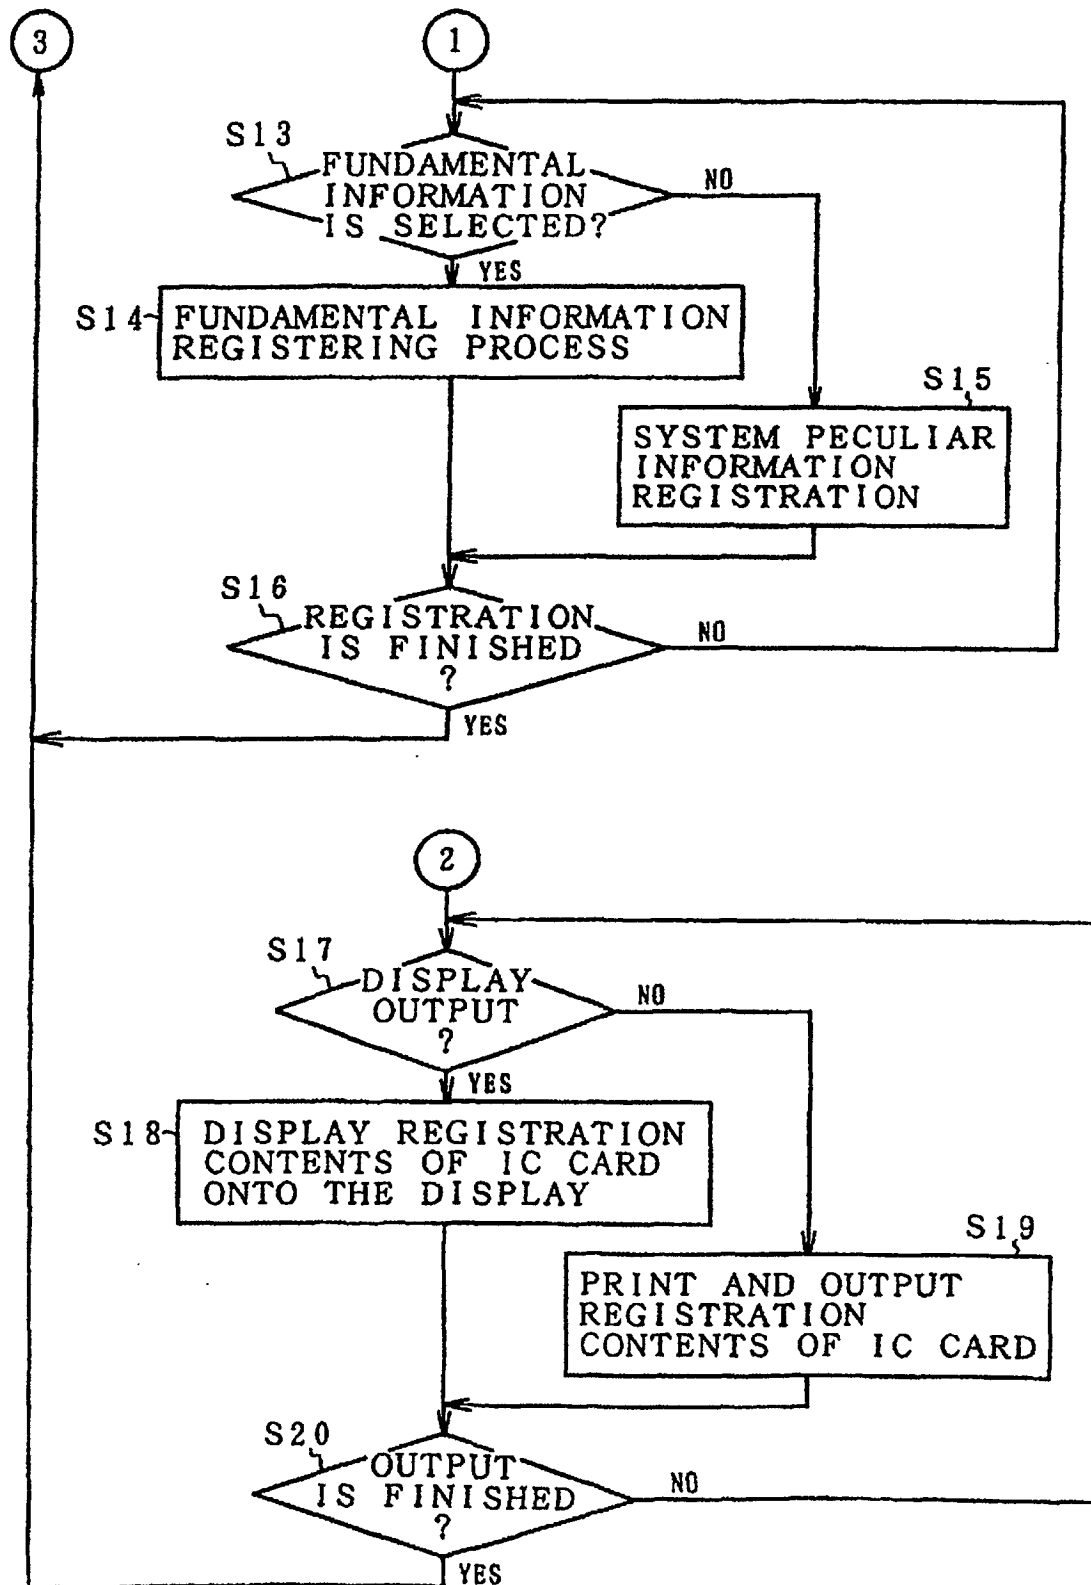 3
1
S13
FUNDAMENTAL
INFORMATION
IS SELECTED?
NO
YES
S14
FUNDAMENTAL INFORMATION
REGISTERING PROCESS
S15
SYSTEM PECULIAR
INFORMATION
REGISTRATION
S16
REGISTRATION
IS FINISHED
?
NO
YES
2
S17
DISPLAY
OUTPUT
?
NO
YES
S18
DISPLAY REGISTRATION
CONTENTS OF IC CARD
ONTO THE DISPLAY
S19
PRINT AND OUTPUT
REGISTRATION
CONTENTS OF IC CARD
S20
OUTPUT
IS FINISHED
?
NO
YES